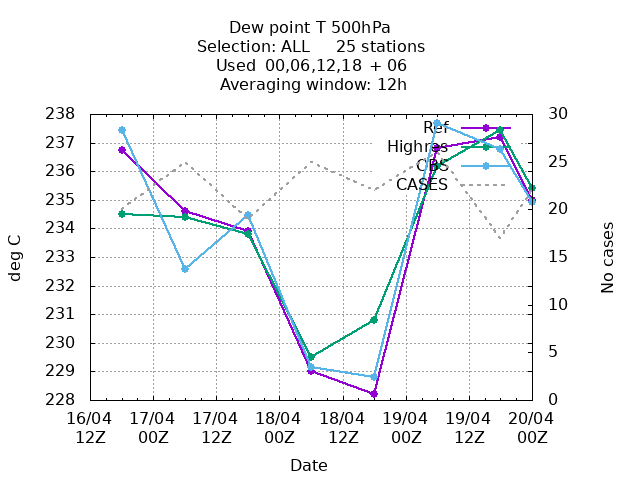 Dew point T 500hPa
Selection: ALL 25 stations
Used 00,06,12,18 + 06
Averaging window: 12h
238
237
236
235
234
233
232
231
230
229
228
30
25
20
15
10
5
0
deg C
No cases
Ref
Highres
OBS
CASES
16/04 17/04 17/04 18/04 18/04 19/04 19/04 20/04
12Z 00Z 12Z 00Z 12Z 00Z 12Z 00Z
Date